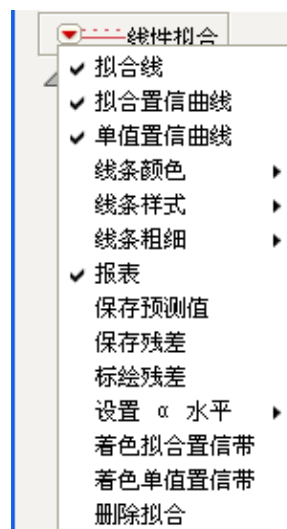 线性拟合
拟合线
拟合置信曲线
单值置信曲线
线条颜色
线条样式
线条粗细
报表
保存预测值
保存残差
标绘残差
设置 α 水平
着色拟合置信带
着色单值置信带
删除拟合